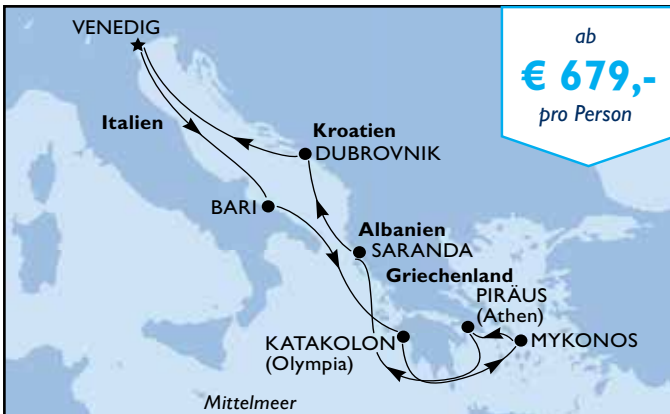 VENEDIG
ab
€ 679,-
pro Person
Italien
Kroatien
DUBROVNIK
BARI
Albanien
SARANDA
Griechenland
PIRÄUS
(Athen)
KATAKOLON
(Olympia)
MYKONOS
Mittelmeer